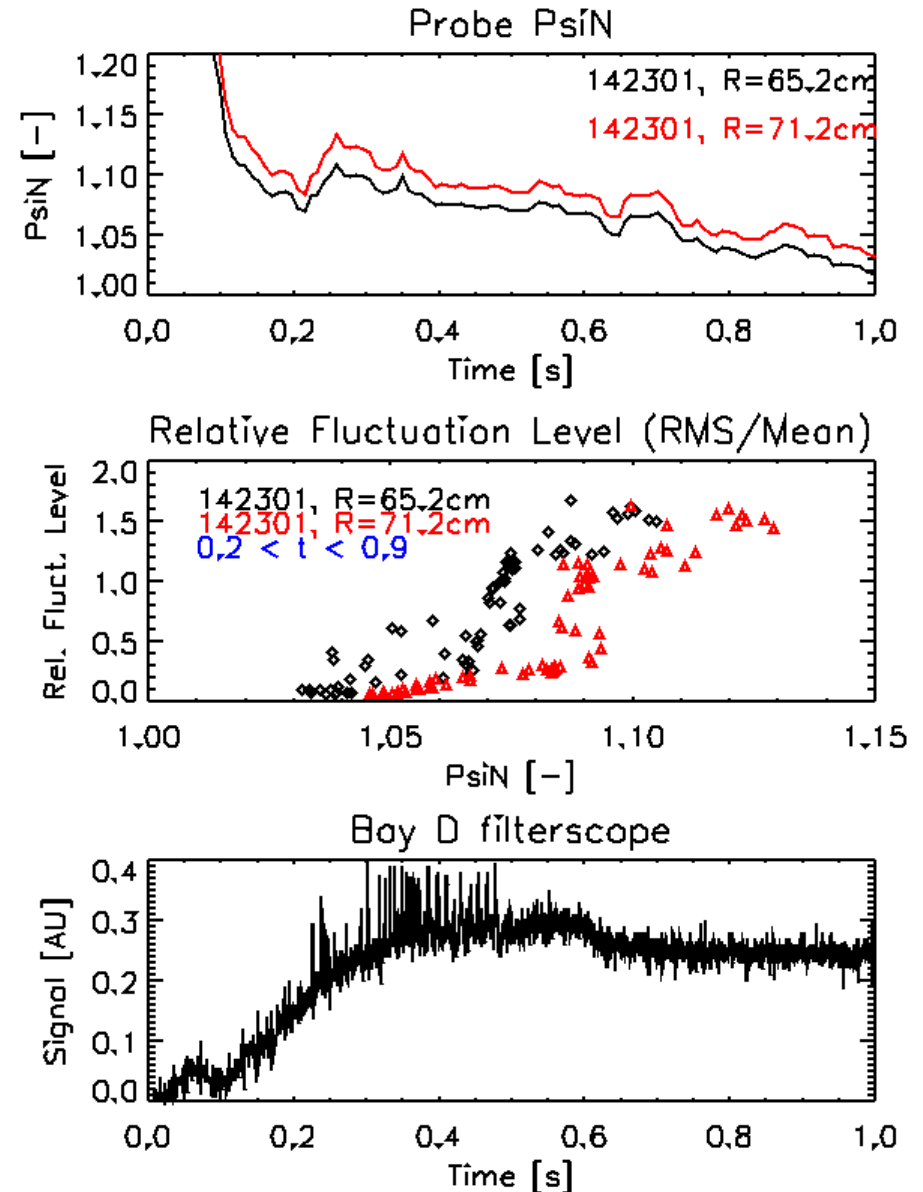 Probe PsiN
1.20
1.15
1.10
1.05
1.00
PsiN [-]
142301, R=65.2cm
142301, R=71.2cm
0.0 0.2 0.4 0.6 0.8 1.0
Time [s]
Relative Fluctuation Level (RMS/Mean)
2.0
1.5
1.0
0.5
0.0
Rel. Fluct. Level
142301, R=65.2cm
142301, R=71.2cm
0.2 < t < 0.9
1.00 1.05 1.10 1.15
PsiN [-]
Bay D filterscope
0.4
0.3
0.2
0.1
0.0
Signal [AU]
0.0 0.2 0.4 0.6 0.8 1.0
Time [s]